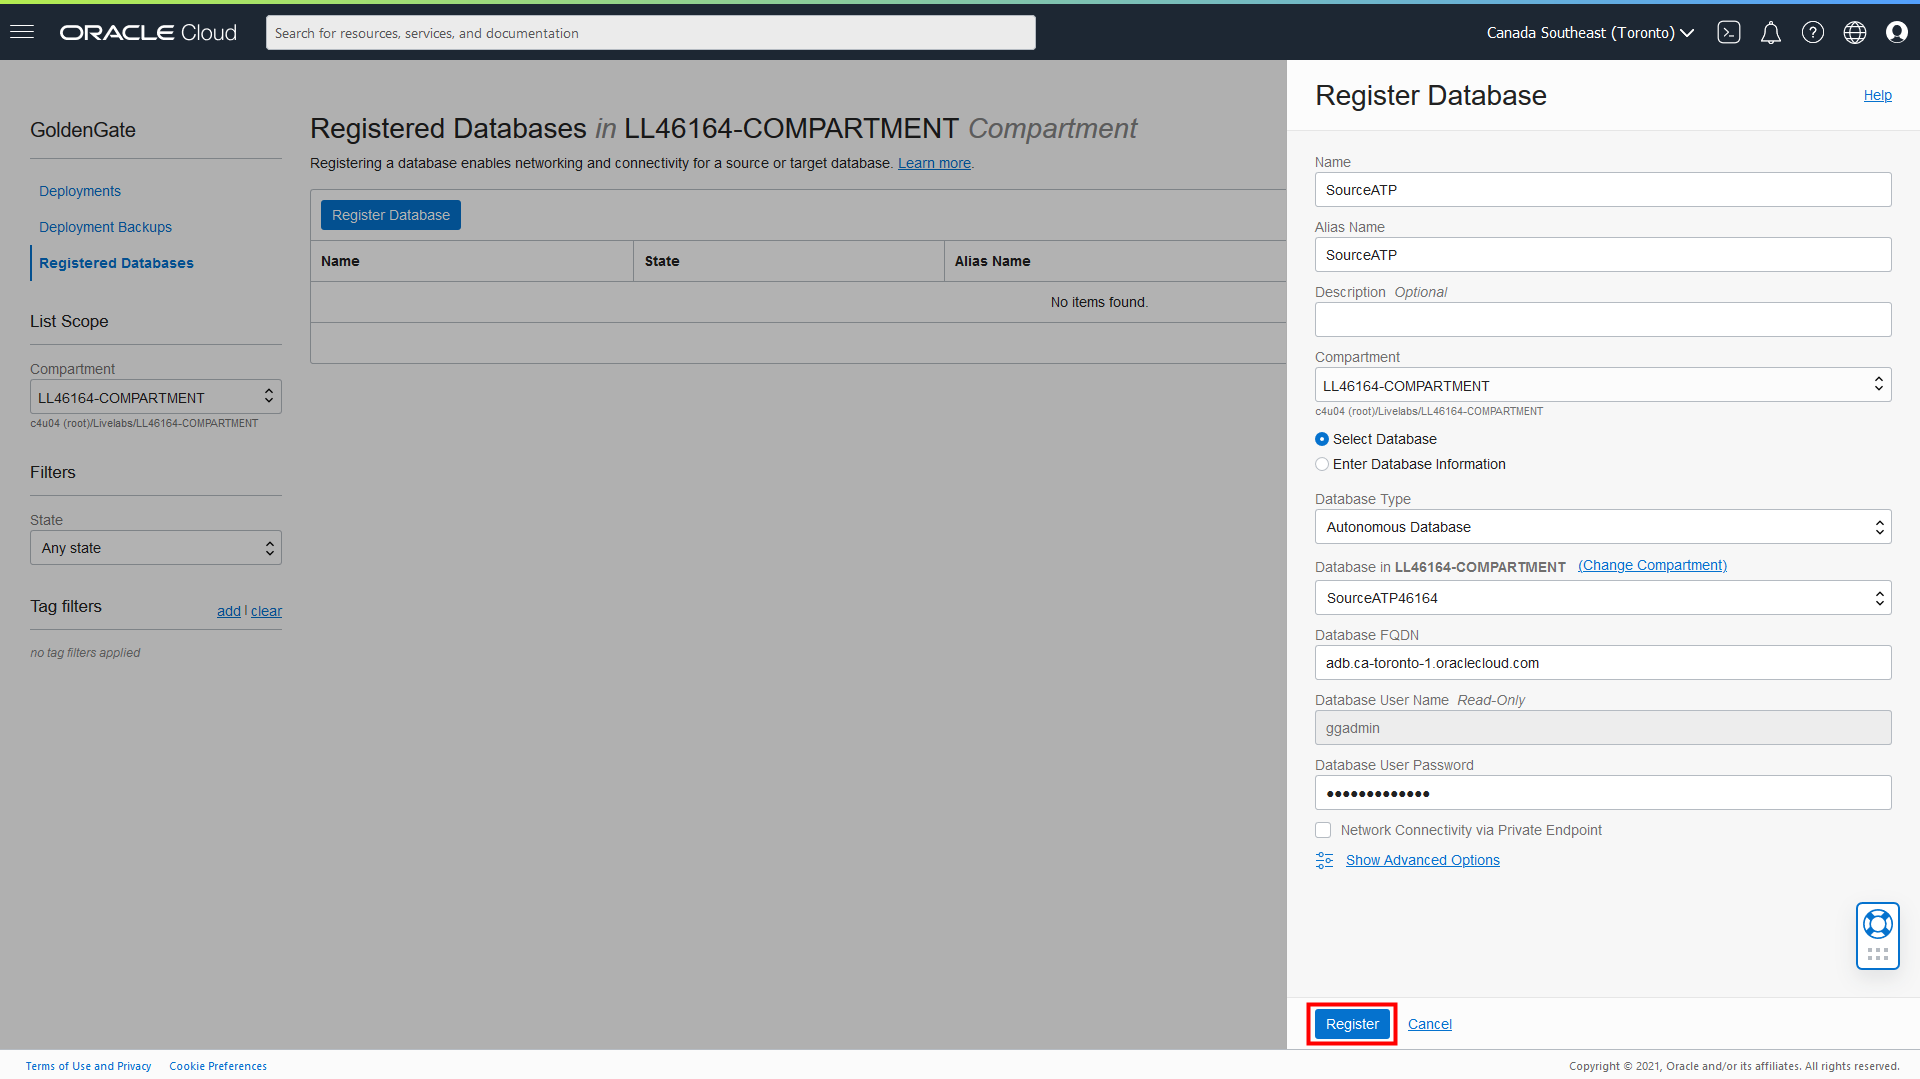 ORACLE Cloud
Search for resources, services, and documentation
Canada Southeast (Toronto)
GoldenGate
Deployments
Deployment Backups
Registered Databases
List Scope
Compartment
LL46164-COMPARTMENT
c4u04 (root)/Livelabs/LL46164-COMPARTMENT
Filters
State
Any state
Tag filters
add | clear
no tag filters applied
Registered Databases in LL46164-COMPARTMENT Compartment
Registering a database enables networking and connectivity for a source or target database. Learn more.
Register Database
Name State Alias Name
No items found.
Register Database
Help
Name
SourceATP
Alias Name
SourceATP
Description Optional
Compartment
LL46164-COMPARTMENT
c4u04 (root)/Livelabs/LL46164-COMPARTMENT
Select Database
Enter Database Information
Database Type
Autonomous Database
Database in LL46164-COMPARTMENT (Change Compartment)
SourceATP46164
Database FQDN
adb.ca-toronto-1.oraclecloud.com
Database User Name Read-Only
ggadmin
Database User Password
•••••••••••••
Network Connectivity via Private Endpoint
Show Advanced Options
Register Cancel
Terms of Use and Privacy Cookie Preferences
Copyright © 2021, Oracle and/or its affiliates. All rights reserved.